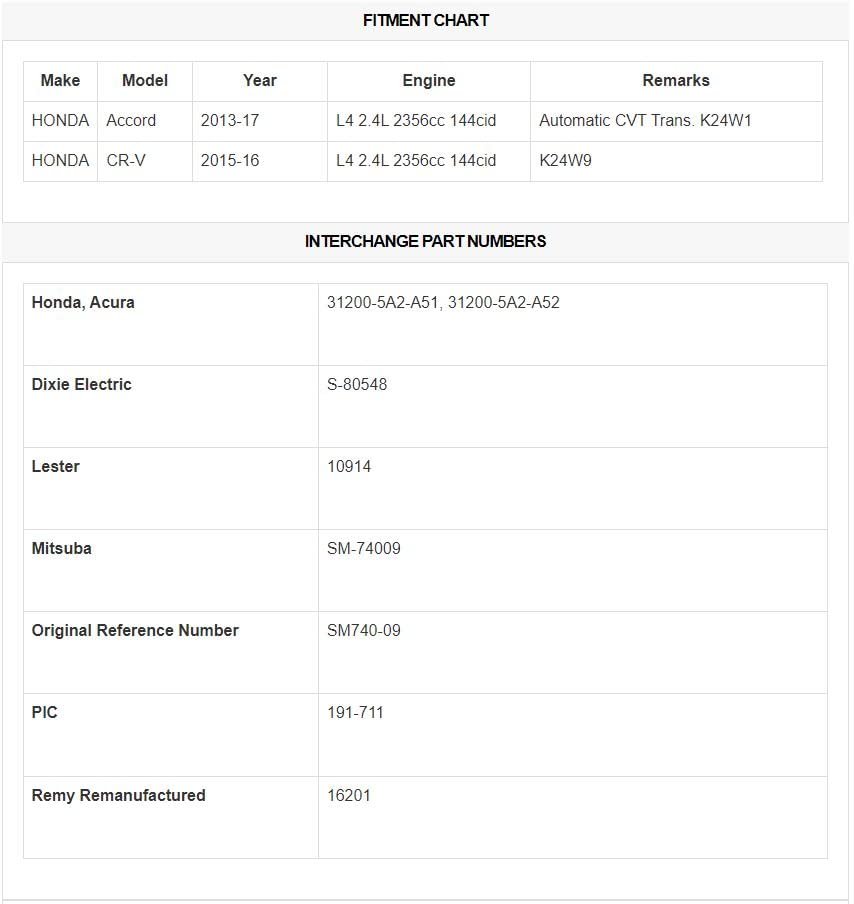 FITMENT CHART
Make Model Year Engine Remarks
HONDA Accord 2013-17 L4 2.4L 2356cc 144cid Automatic CVT Trans. K24W1
HONDA CR-V 2015-16 L4 2.4L 2356cc 144cid K24W9
INTERCHANGE PART NUMBERS
Honda, Acura 31200-5A2-A51, 31200-5A2-A52
Dixie Electric S-80548
Lester 10914
Mitsuba SM-74009
Original Reference Number SM740-09
PIC 191-711
Remy Remanufactured 16201